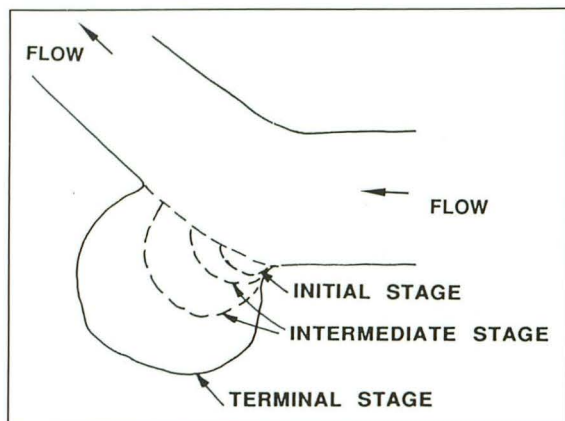 FLOW
FLOW
INITIAL STAGE
INTERMEDIATE STAGE
TERMINAL STAGE